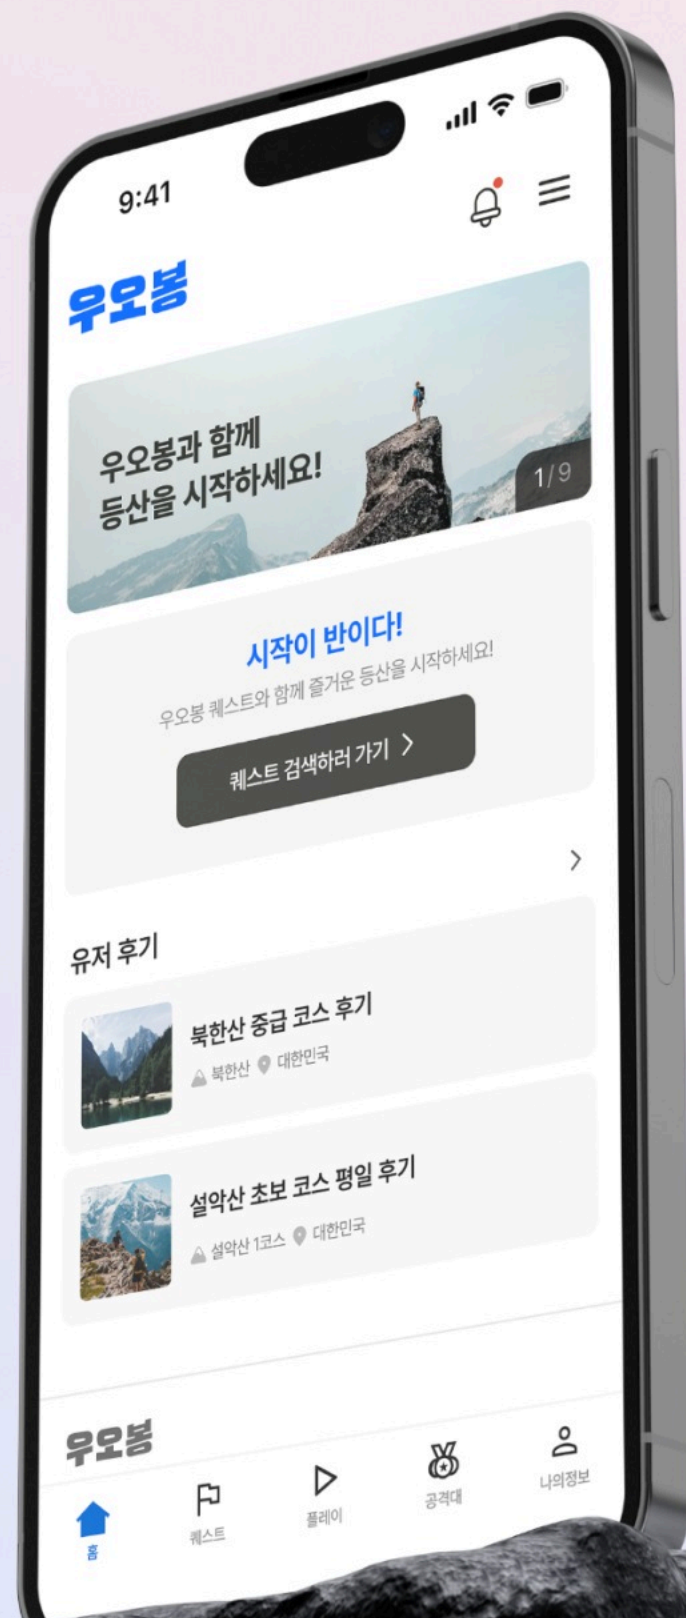 9:41
우오봉
우오봉과 함께
등산을 시작하세요!
1/9
시작이 반이다!
우오봉 퀘스트와 함께 즐거운 등산을 시작하세요!
퀘스트 검색하러 가기
유저 후기
북한산 중급 코스 후기
북한산 대한민국
설악산 초보 코스 평일 후기
설악산 1코스 대한민국
우오봉
홈
퀘스트
플레이
공격대
나의정보